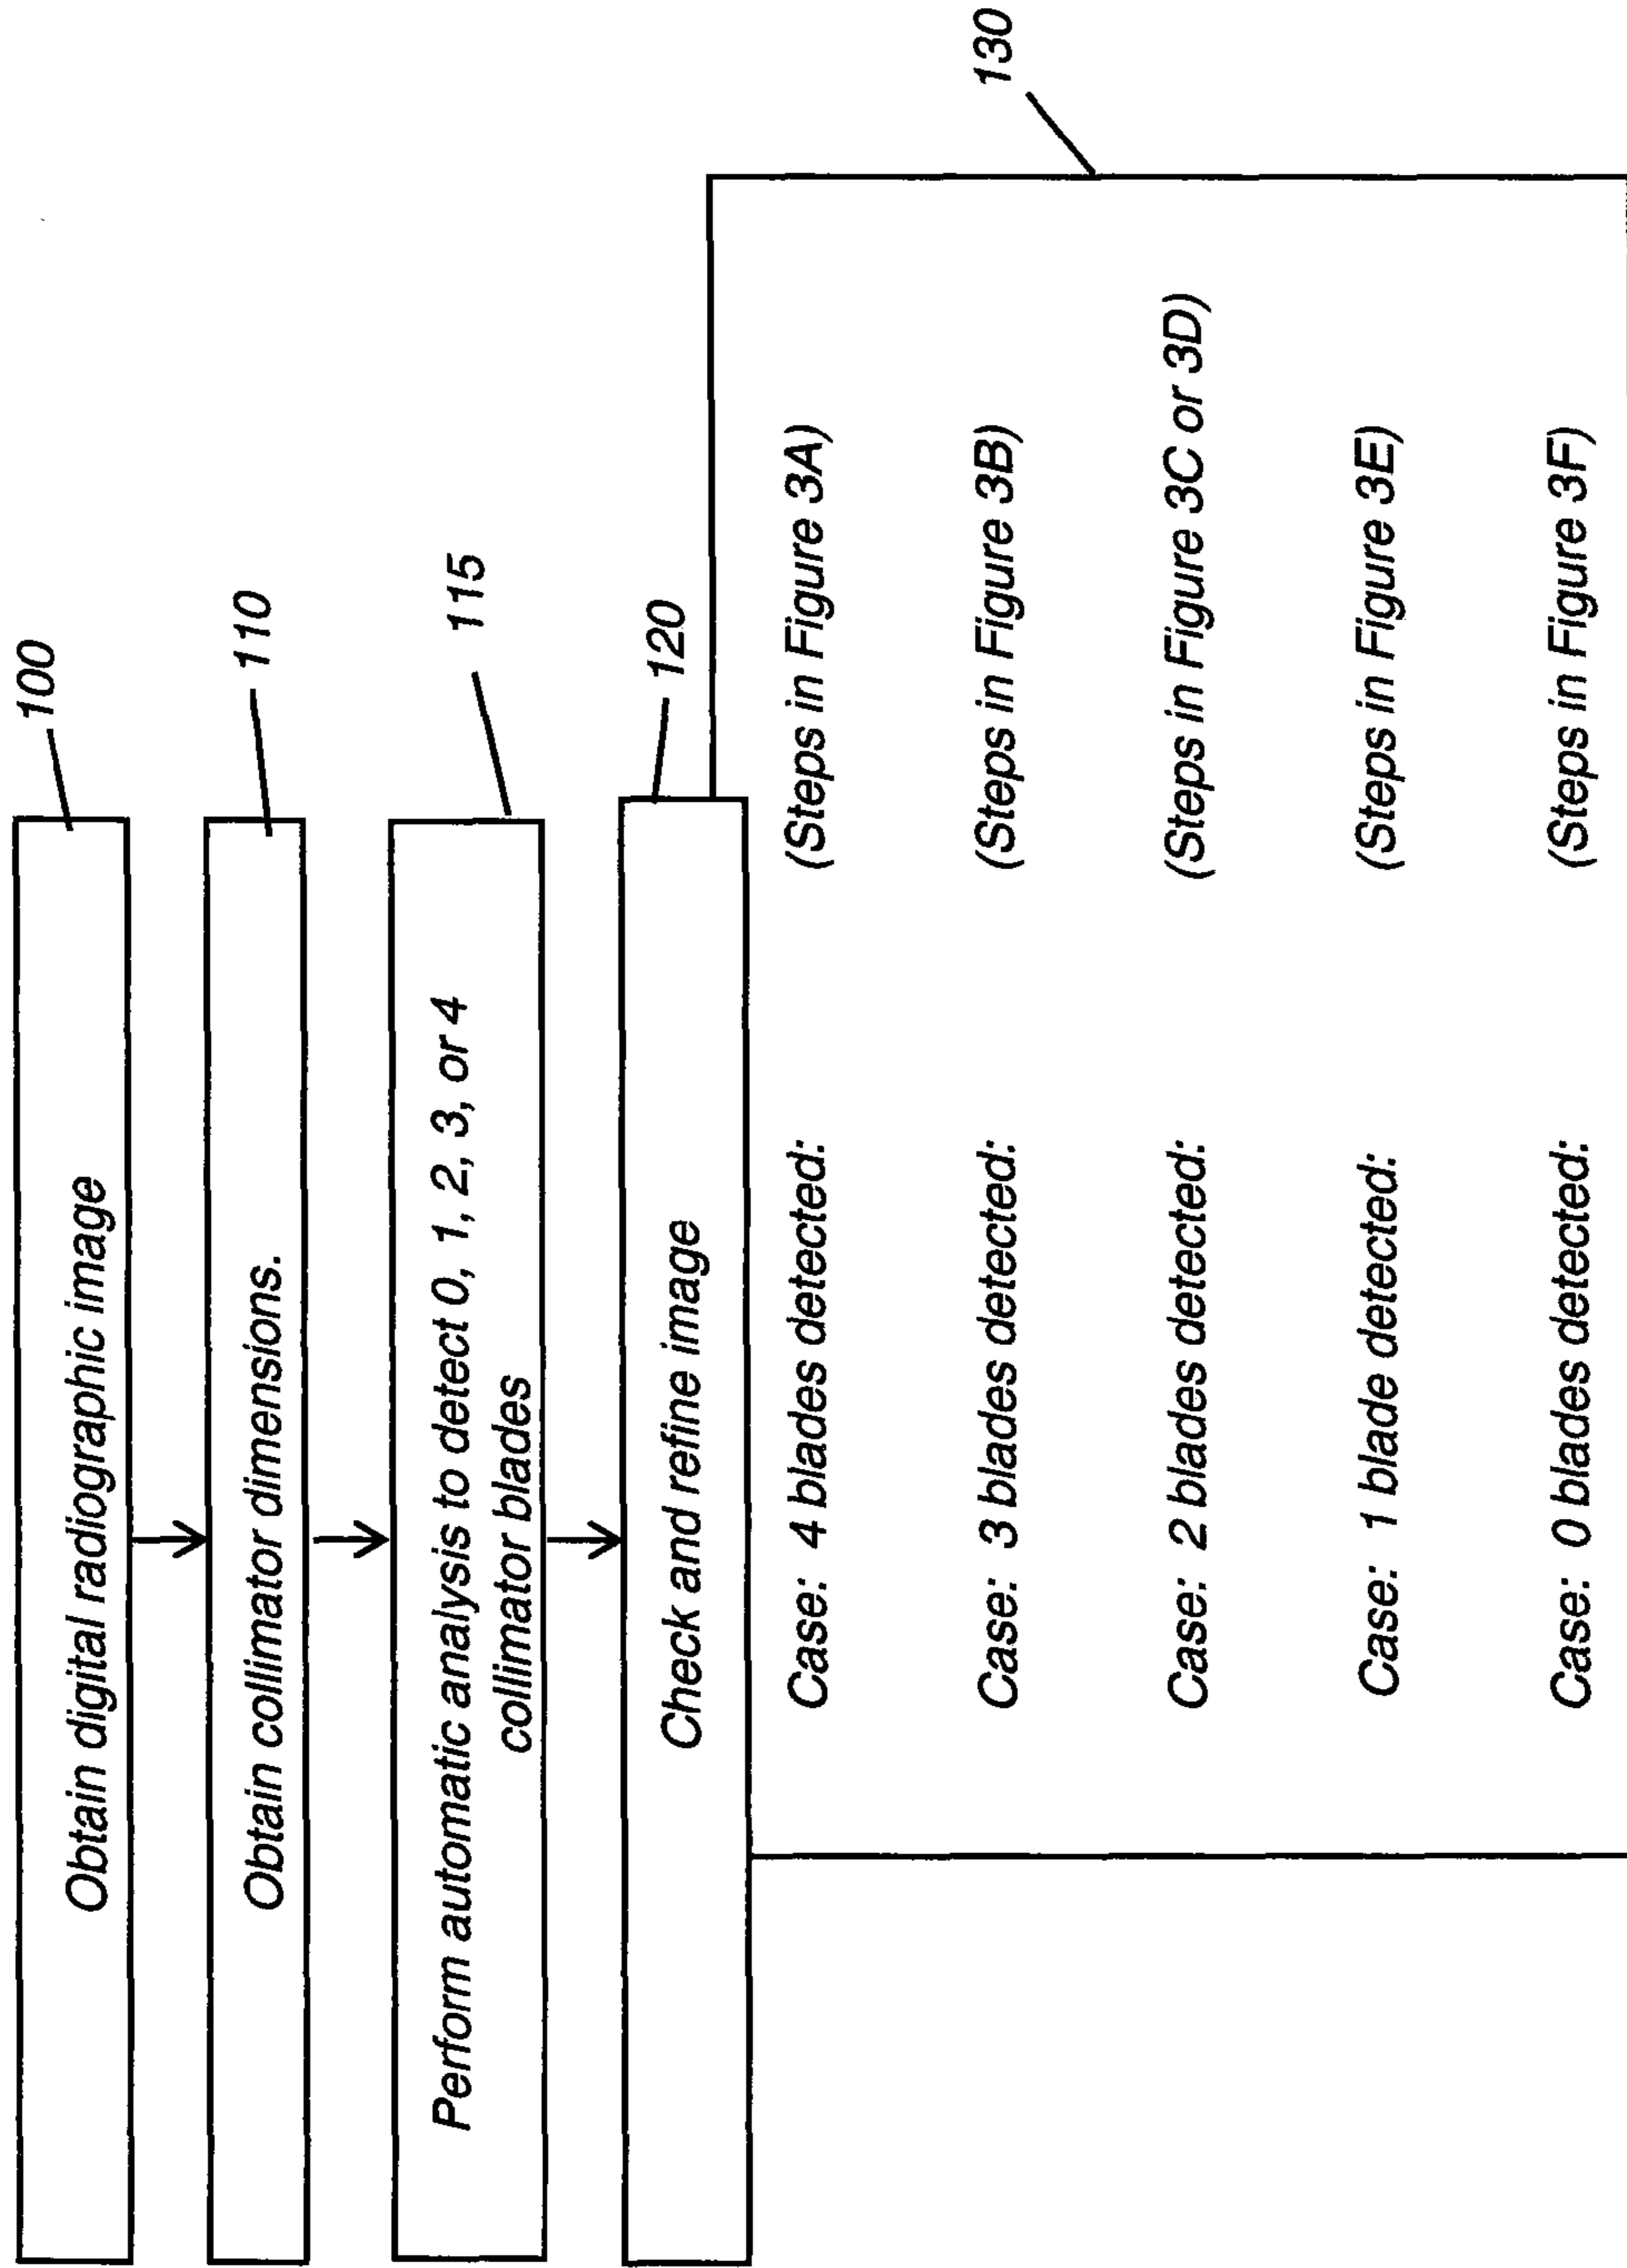 Obtain digital radiographic image
100
Obtain collimator dimensions.
110
Perform automatic analysis to detect 0, 1, 2, 3, or 4
collimator blades
115
Check and refine image
120
130
Case: 4 blades detected: (Steps in Figure 3A)
Case: 3 blades detected: (Steps in Figure 3B)
Case: 2 blades detected: (Steps in Figure 3C or 3D)
Case: 1 blade detected: (Steps in Figure 3E)
Case: 0 blades detected: (Steps in Figure 3F)